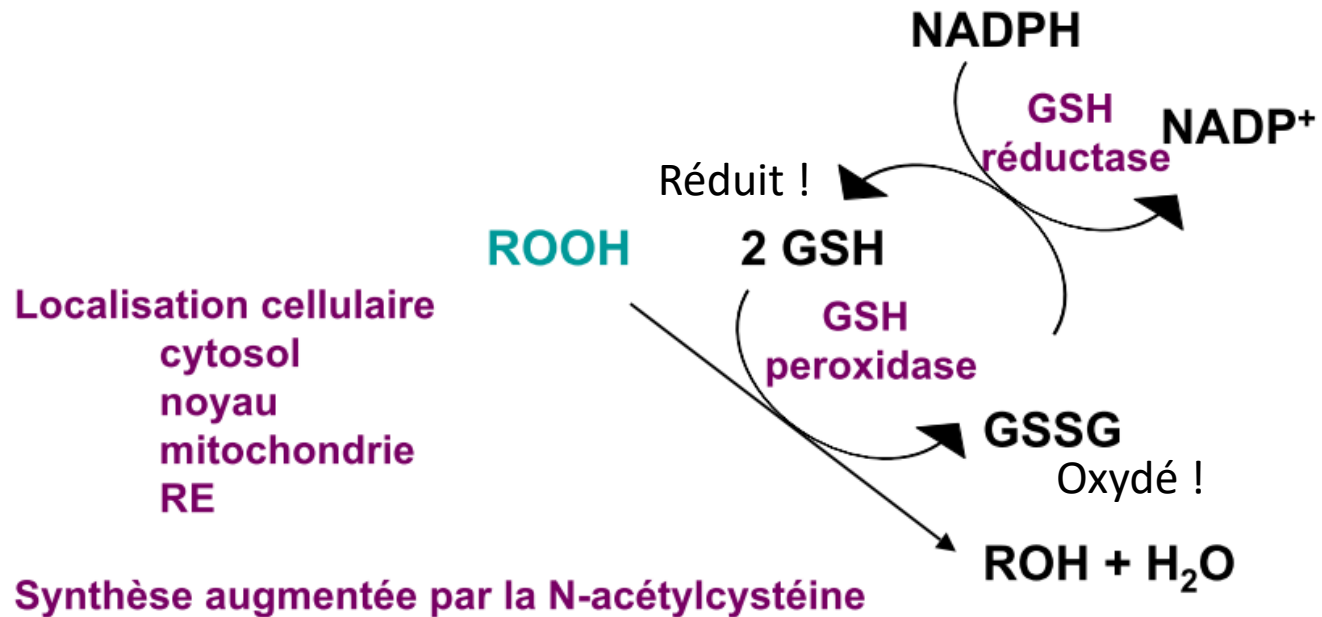 NADPH
GSH
réductase
NADP⁺
Réduit !
ROOH
2 GSH
Localisation cellulaire
cytosol
noyau
mitochondrie
RE
GSH
peroxidase
GSSG
Oxydé !
ROH + H₂O
Synthèse augmentée par la N-acétylcystéine